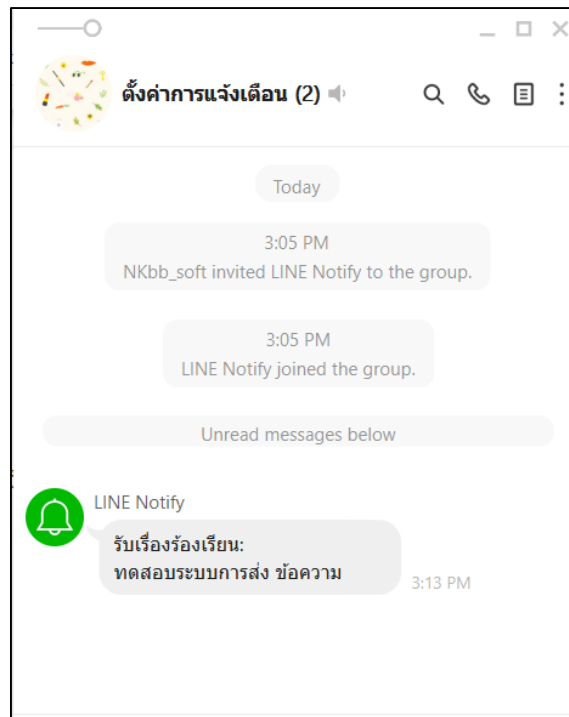 ตั้งค่าการแจ้งเตือน (2)
Today
3:05 PM
NKbb_soft invited LINE Notify to the group.
3:05 PM
LINE Notify joined the group.
Unread messages below
LINE Notify
รับเรื่องร้องเรียน:
ทดสอบระบบการส่ง ข้อความ
3:13 PM